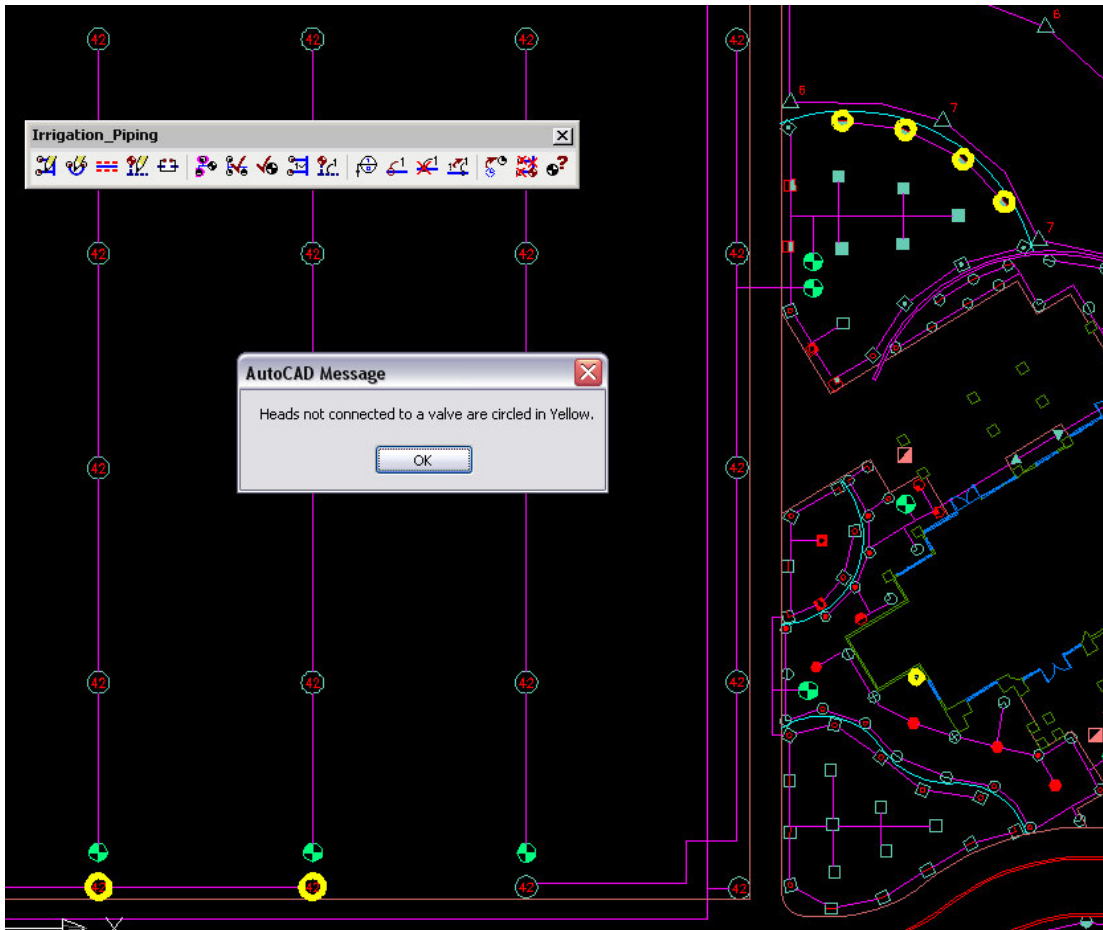 6
42 42 42 42
6
7
Irrigation_Piping
7
42 42 42 42
AutoCAD Message
Heads not connected to a valve are circled in Yellow.
OK
42 42
42 42 42 42
42 42 42 42
X